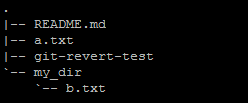 .
|-- README.md
|-- a.txt
|-- git-revert-test
`-- my_dir
    `-- b.txt